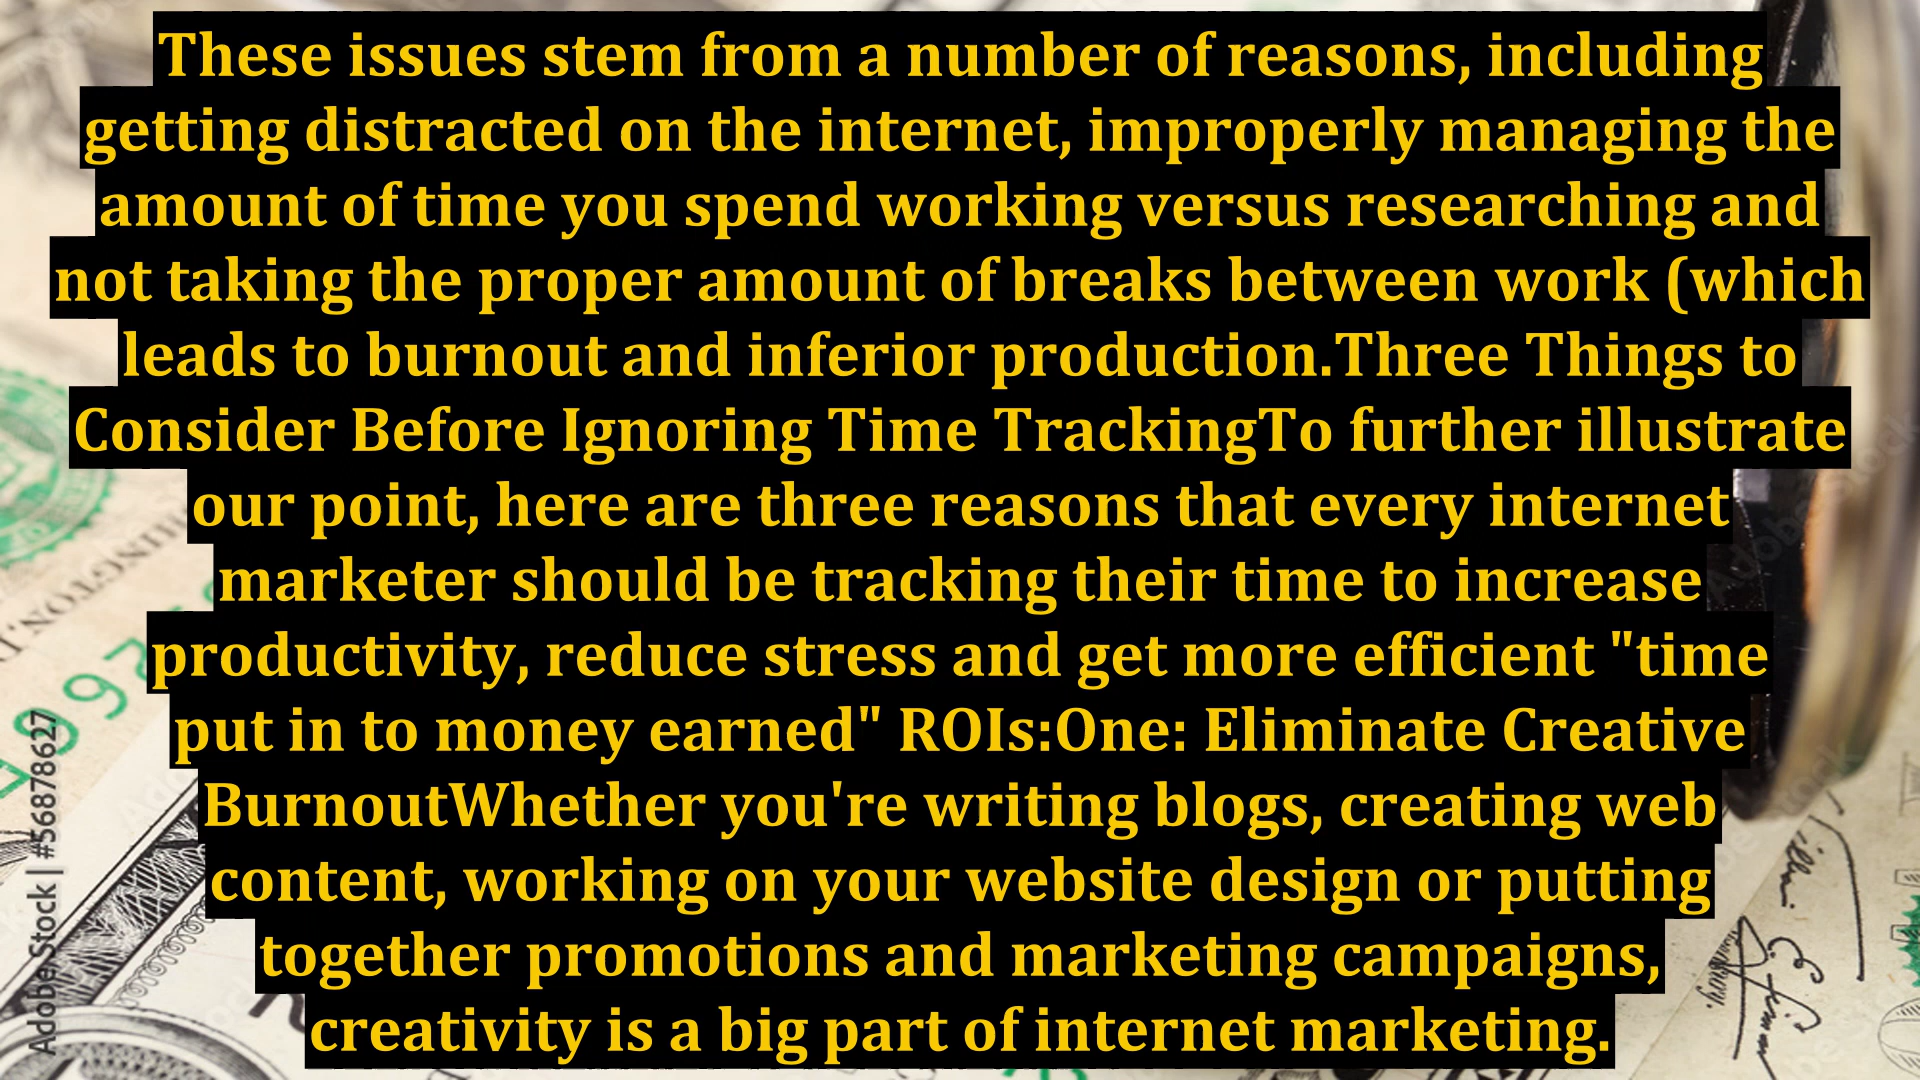 These issues stem from a number of reasons, including
getting distracted on the internet, improperly managing the
amount of time you spend working versus researching and
not taking the proper amount of breaks between work (which
leads to burnout and inferior production.Three Things to
Consider Before Ignoring Time TrackingTo further illustrate
our point, here are three reasons that every internet
marketer should be tracking their time to increase
productivity, reduce stress and get more efficient "time
put in to money earned" ROIs:One: Eliminate Creative
BurnoutWhether you're writing blogs, creating web
content, working on your website design or putting
together promotions and marketing campaigns,
creativity is a big part of internet marketing.
Adobe Stock | #56878627